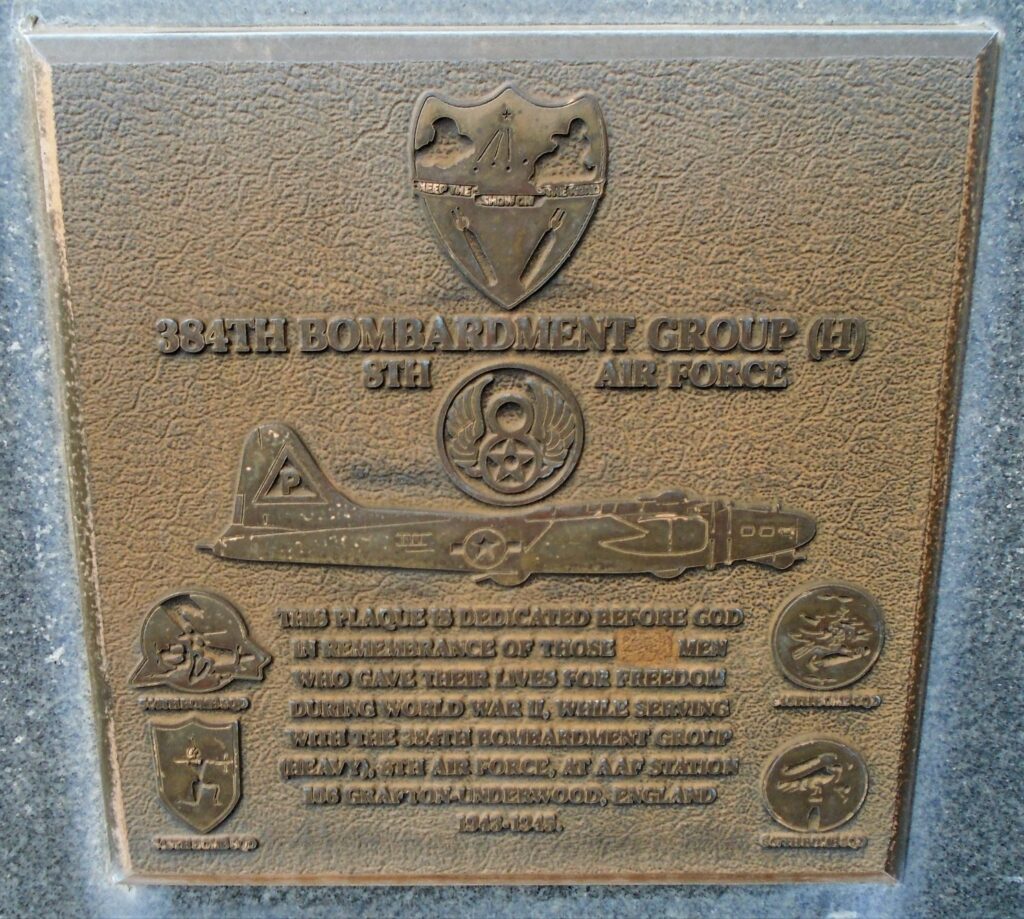 KEEP THE
SHOW ON
384TH BOMBARDMENT GROUP (H)
8TH AIR FORCE
8
P
THIS PLAQUE IS DEDICATED BEFORE GOD
IN REMEMBRANCE OF THOSE MEN
WHO GAVE THEIR LIVES FOR FREEDOM
DURING WORLD WAR II, WHILE SERVING
WITH THE 384TH BOMBARDMENT GROUP
(HEAVY), 8TH AIR FORCE, AT AAF STATION
106 GRAFTON-UNDERWOOD, ENGLAND
1943-1945.